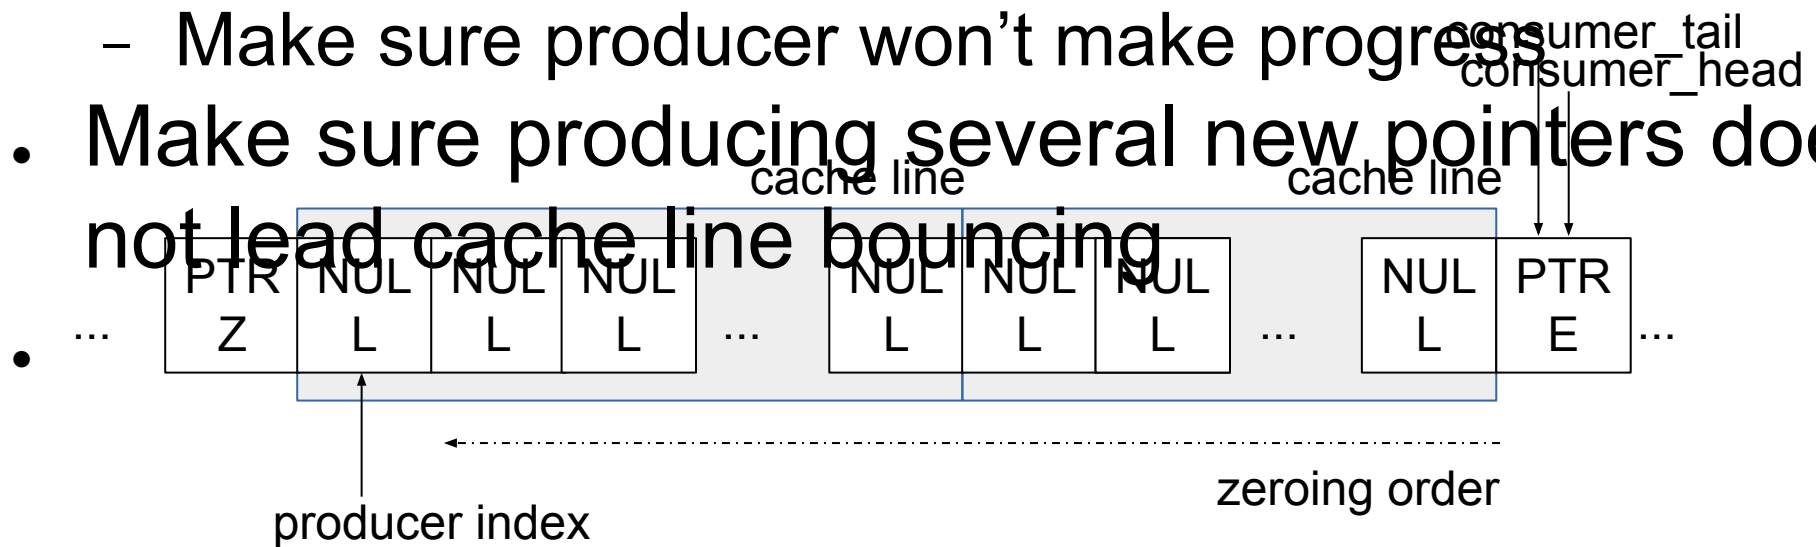 – Make sure producer won’t make progress
consumer_tail
consumer_head
• Make sure producing several new pointers doe
not lead cache line bouncing
cache line cache line
... PTR Z NUL L NUL L NUL L ... NUL L NUL L NUL L ... NUL L PTR E ...
•
zeroing order
producer index